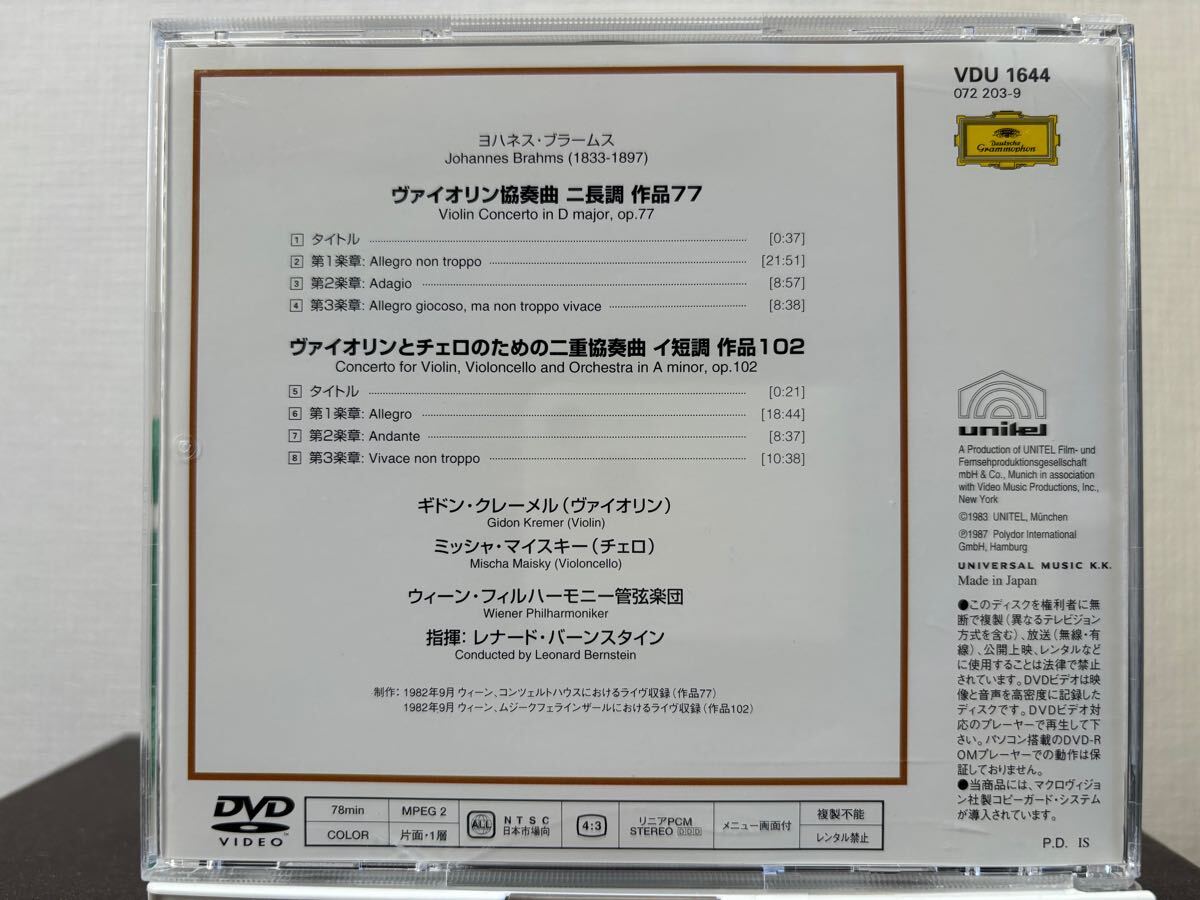 ヨハネス・ブラームス
Johannes Brahms (1833-1897)
ヴァイオリン協奏曲 ニ長調 作品77
Violin Concerto in D major, op.77
1 タイトル [0:37]
2 第1楽章: Allegro non troppo [21:51]
3 第2楽章: Adagio [8:57]
4 第3楽章: Allegro giocoso, ma non troppo vivace [8:38]
ヴァイオリンとチェロのための二重協奏曲 イ短調 作品102
Concerto for Violin, Violoncello and Orchestra in A minor, op.102
5 タイトル [0:21]
6 第1楽章: Allegro [18:44]
7 第2楽章: Andante [8:37]
8 第3楽章: Vivace non troppo [10:38]
ギドン・クレーメル(ヴァイオリン)
Gidon Kremer (Violin)
ミッシャ・マイスキー(チェロ)
Mischa Maisky (Violoncello)
ウィーン・フィルハーモニー管弦楽団
Wiener Philharmoniker
指揮: レナード・バーンスタイン
Conducted by Leonard Bernstein
制作: 1982年9月 ウィーン、コンツェルトハウスにおけるライヴ収録 (作品77)
1982年9月 ウィーン、ムジークフェラインザールにおけるライヴ収録 (作品102)
VDU 1644
072 203-9
Deutsche
Grammophon
unitel
A Production of UNITEL Film- und
Fernsehproduktionsgesellschaft
mbH & Co., Munich in association
with Video Music Productions, Inc.,
New York
©1983 UNITEL, München
℗1987 Polydor International
GmbH, Hamburg
UNIVERSAL MUSIC K.K.
Made in Japan
●このディスクを権利者に無
断で複製(異なるテレビジョン
方式を含む)、放送(無線・有
線)、公開上映、レンタルなど
に使用することは法律で禁止
されています。DVDビデオは映
像と音声を高密度に記録した
ディスクです。DVDビデオ対
応のプレーヤーで再生して下
さい。パソコン搭載のDVD-R
OMプレーヤーでの動作は保
証しておりません。
●当商品には、マクロヴィジョ
ン社製コピーガード・システム
が導入されています。
P.D. IS
DVD
VIDEO
78min
COLOR
MPEG 2
片面・1層
ALL
NTSC
日本市場向
4:3
リニアPCM
STEREO DDD
メニュー画面付
複製不能
レンタル禁止